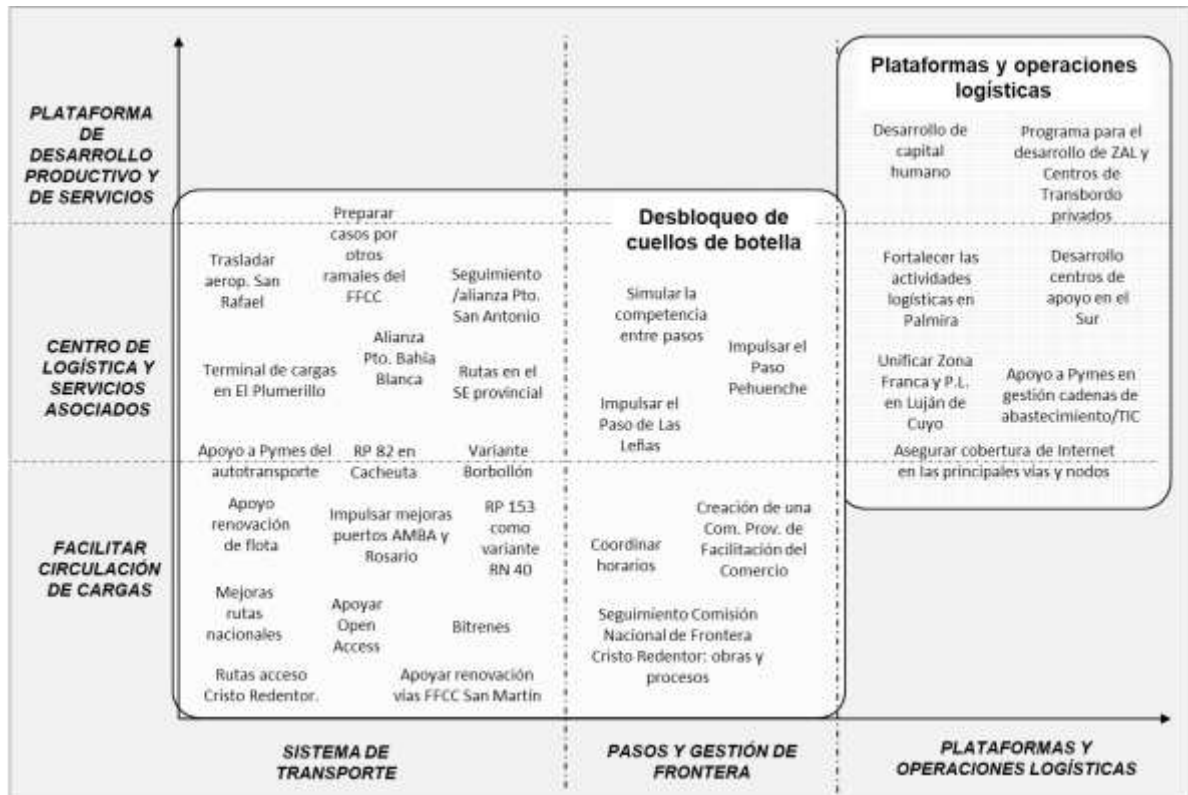 Plataformas y operaciones
logísticas
PLATAFORMA
DE
DESARROLLO
PRODUCTIVO Y
DE SERVICIOS
Desarrollo de
capital
humano
Programa para el
desarrollo de ZAL y
Centros de
Transbordo
privados
Desbloqueo de
cuellos de botella
CENTRO DE
LOGÍSTICA Y
SERVICIOS
ASOCIADOS
Trasladar
aerop. San
Rafael
Preparar
casos por
otros
ramales del
FFCC
Seguimiento
/alianza Pto.
San Antonio
Terminal de cargas
en El Plumerillo
Alianza
Pto. Bahía
Blanca
Rutas en el
SE provincial
Apoyo a Pymes del
autotransporte
RP 82 en
Cacheuta
Variante
Borbollón
Simular la
competencia
entre pasos
Impulsar el
Paso
Pehuenche
Impulsar el
Paso de Las
Leñas
Fortalecer las
actividades
logísticas en
Palmira
Desarrollo
centros de
apoyo en el
Sur
Unificar Zona
Franca y P.L.
en Luján de
Cuyo
Apoyo a Pymes en
gestión cadenas de
abastecimiento/TIC
Asegurar cobertura de Internet
en las principales vías y nodos
FACILITAR
CIRCULACIÓN
DE CARGAS
Apoyo
renovación
de flota
Impulsar mejoras
puertos AMBA y
Rosario
RP 153
como
variante
RN 40
Mejoras
rutas
nacionales
Apoyar
Open
Access
Bitrenes
Rutas acceso
Cristo Redentor.
Apoyar renovación
vías FFCC San Martín
Coordinar
horarios
Creación de una
Com. Prov. de
Facilitación del
Comercio
Seguimiento Comisión
Nacional de Frontera
Cristo Redentor: obras y
procesos
SISTEMA DE
TRANSPORTE
PASOS Y GESTIÓN DE
FRONTERA
PLATAFORMAS Y
OPERACIONES LOGÍSTICAS